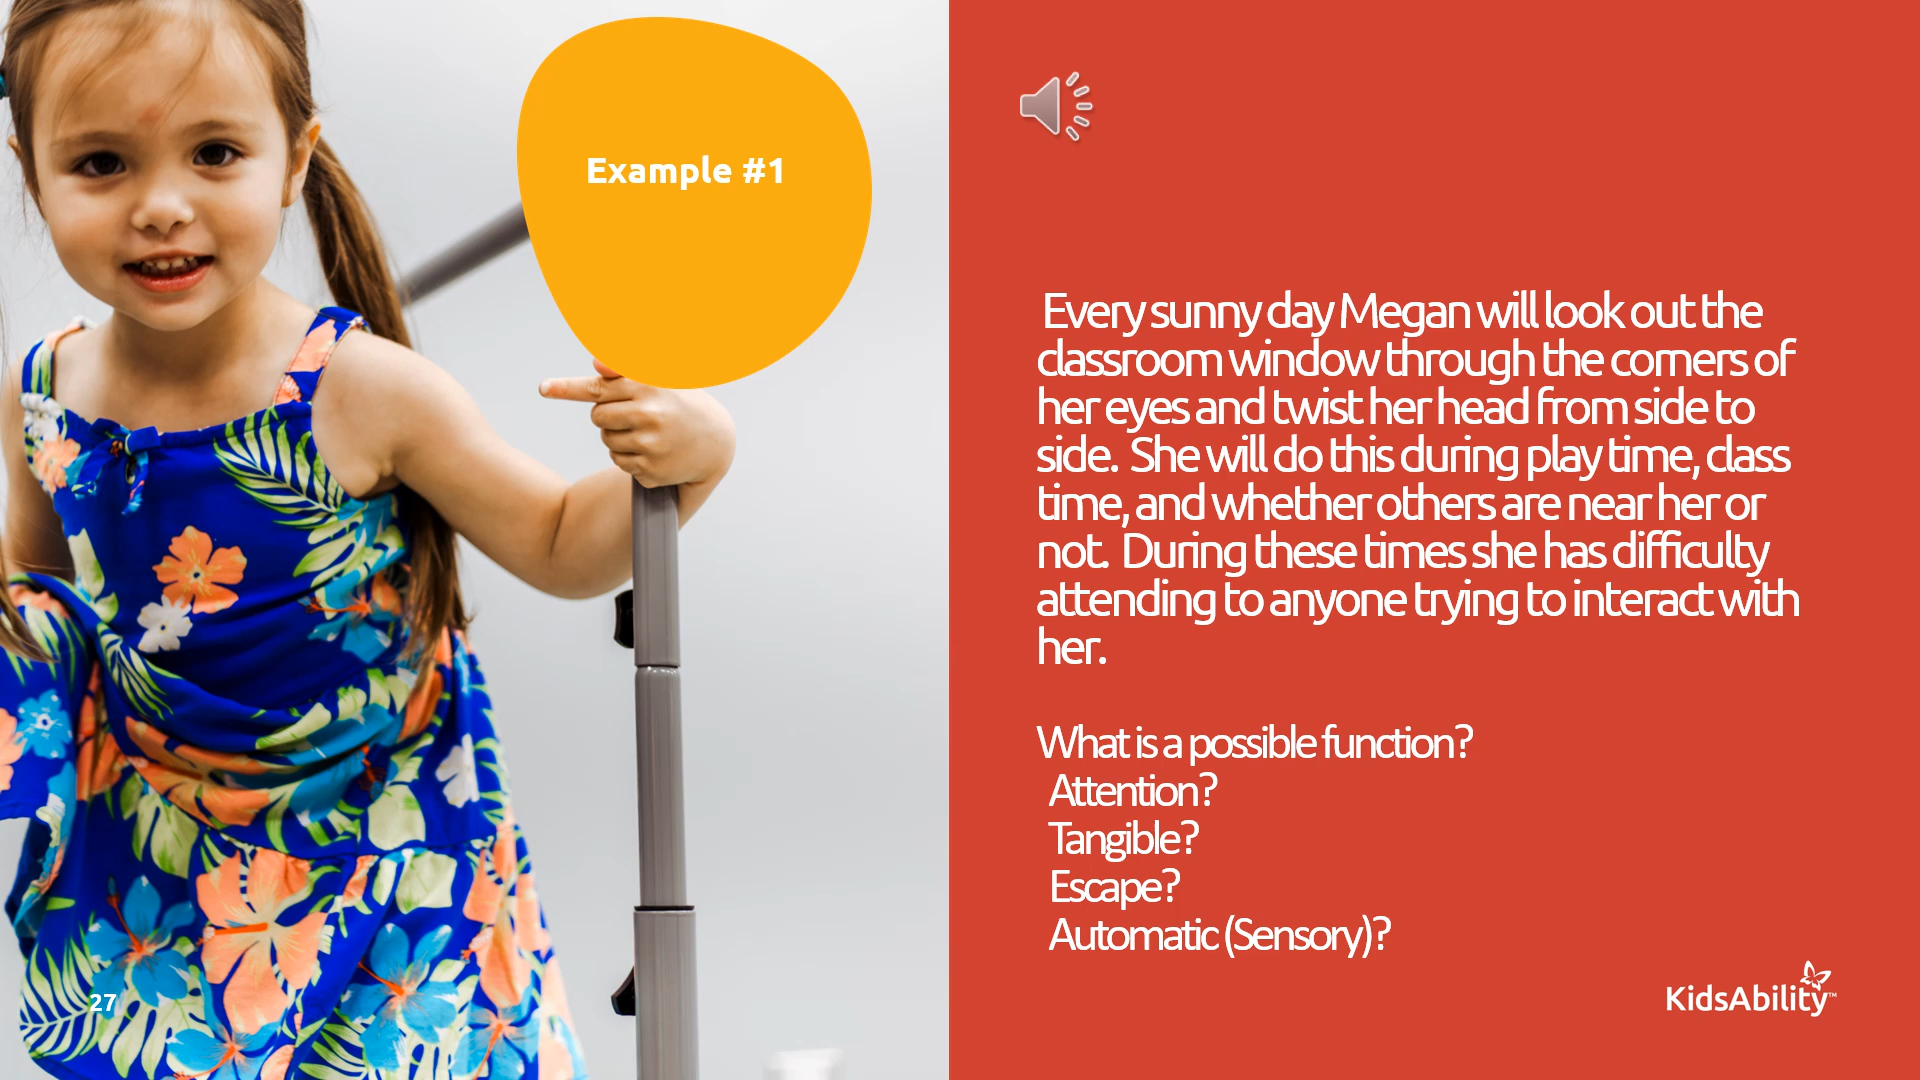 Example #1
Every sunny day Megan will look out the
classroom window through the corners of
her eyes and twist her head from side to
side.  She will do this during play time, class
time, and whether others are near her or
not.  During these times she has difficulty
attending to anyone trying to interact with
her.
What is a possible function?
Attention?
Tangible?
Escape?
Automatic (Sensory)?
27
KidsAbility™